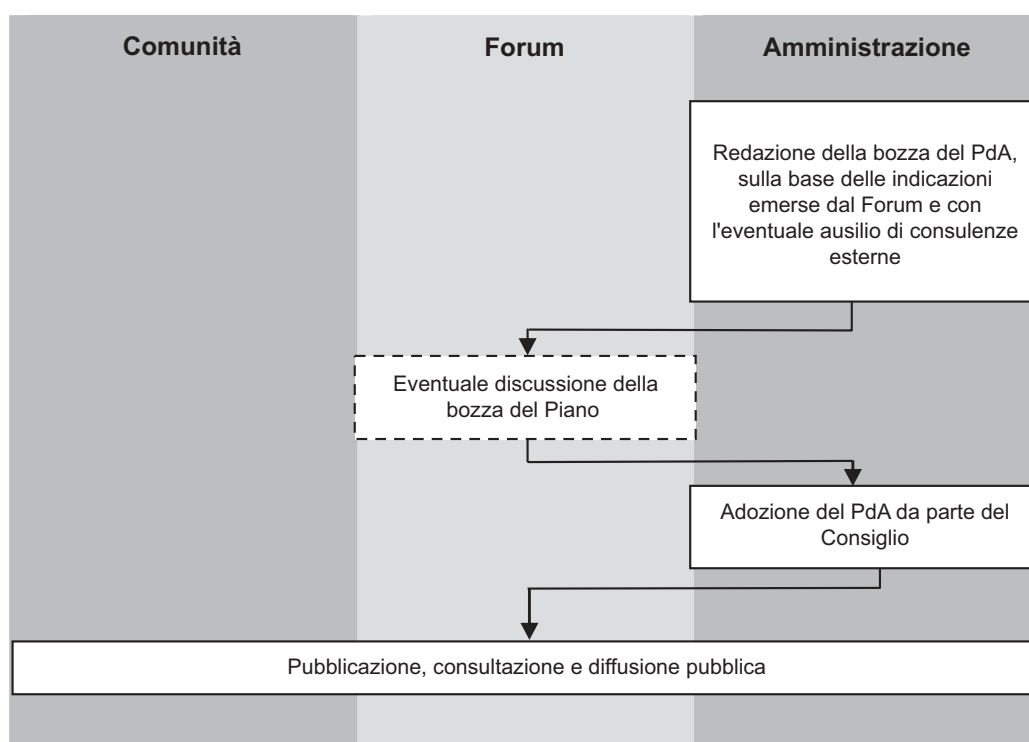 Comunità
Forum
Amministrazione
Redazione della bozza del PdA,
sulla base delle indicazioni
emerse dal Forum e con
l'eventuale ausilio di consulenze
esterne
Eventuale discussione della
bozza del Piano
Adozione del PdA da parte del
Consiglio
Pubblicazione, consultazione e diffusione pubblica